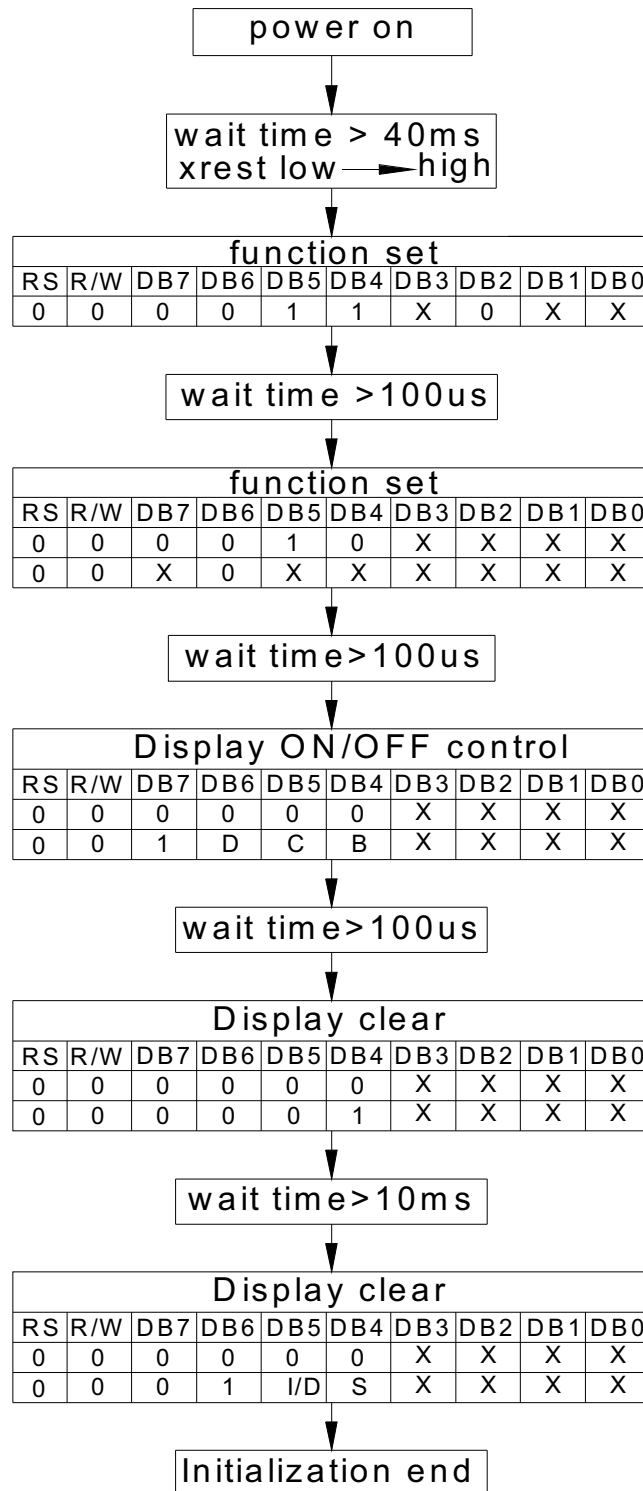 power on
wait time > 40ms
xrest low high
function set
RS R/W DB7 DB6 DB5 DB4 DB3 DB2 DB1 DB0
0 0 0 0 1 1 X 0 X X
wait time >100us
function set
RS R/W DB7 DB6 DB5 DB4 DB3 DB2 DB1 DB0
0 0 0 0 1 0 X X X X
0 0 X 0 X X X X X X
wait time>100us
Display ON/OFF control
RS R/W DB7 DB6 DB5 DB4 DB3 DB2 DB1 DB0
0 0 0 0 0 0 X X X X
0 0 1 D C B X X X X
wait time>100us
Display clear
RS R/W DB7 DB6 DB5 DB4 DB3 DB2 DB1 DB0
0 0 0 0 0 0 X X X X
0 0 0 0 0 1 X X X X
wait time>10ms
Display clear
RS R/W DB7 DB6 DB5 DB4 DB3 DB2 DB1 DB0
0 0 0 0 0 0 X X X X
0 0 0 1 I/D S X X X X
Initialization end